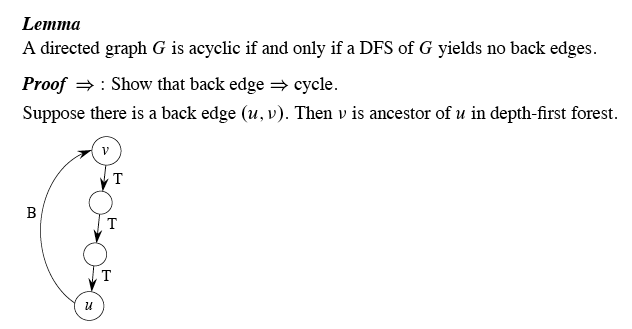 Lemma
A directed graph G is acyclic if and only if a DFS of G yields no back edges.
Proof ⇒ : Show that back edge ⇒ cycle.
Suppose there is a back edge (u, v). Then v is ancestor of u in depth-first forest.
v
T
B
T
T
u